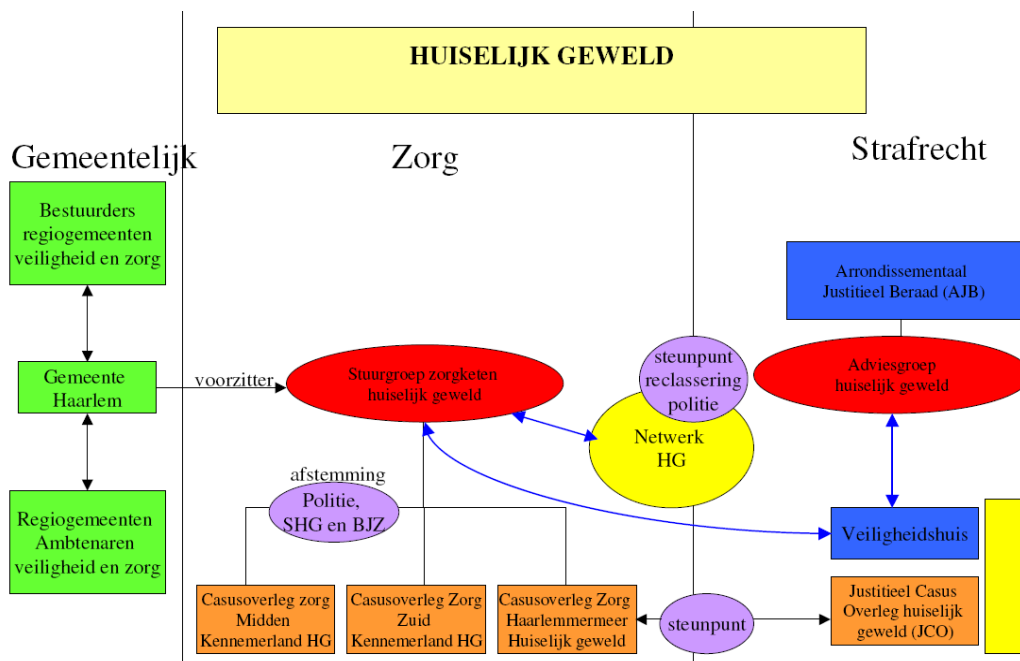 HUISELIJK GEWELD
Gemeentelijk
Zorg
Strafrecht
Bestuurders
regiogemeenten
veiligheid en zorg
Arrondissementaal
Justitieel Beraad (AJB)
Gemeente
Haarlem
voorzitter
Stuurgroep zorgketen
huiselijk geweld
steunpunt
reclassering
politie
Adviesgroep
huiselijk geweld
Netwerk
HG
afstemming
Politie,
SHG en BJZ
Regiogemeenten
Ambtenaren
veiligheid en zorg
Veiligheidshuis
Casusoverleg zorg
Midden
Kennemerland HG
Casusoverleg Zorg
Zuid
Kennemerland HG
Casusoverleg Zorg
Haarlemmermeer
Huiselijk geweld
steunpunt
Justitieel Casus
Overleg huiselijk
geweld (JCO)